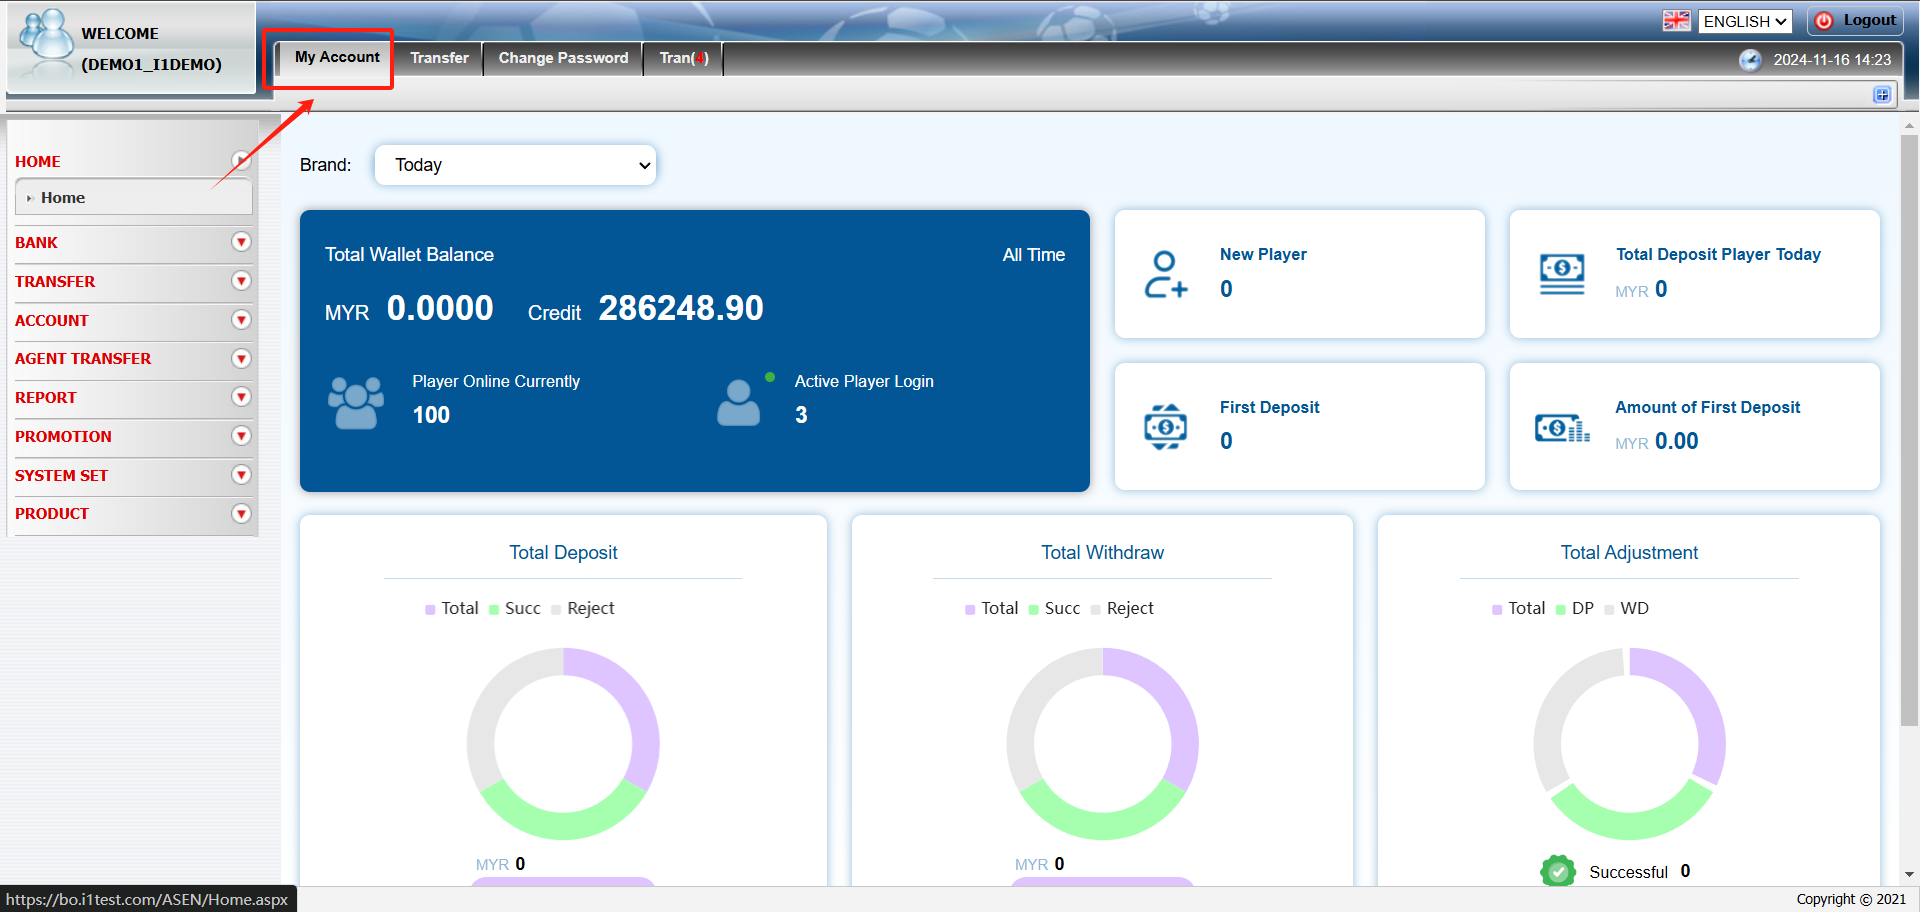 WELCOME
(DEMO1_I1DEMO)
My Account
Transfer
Change Password
Tran(4)
ENGLISH
Logout
2024-11-16 14:23
HOME
Home
BANK
TRANSFER
ACCOUNT
AGENT TRANSFER
REPORT
PROMOTION
SYSTEM SET
PRODUCT
Brand: Today
Total Wallet Balance
All Time
MYR 0.0000 Credit 286248.90
Player Online Currently
100
Active Player Login
3
New Player
0
Total Deposit Player Today
MYR 0
First Deposit
0
Amount of First Deposit
MYR 0.00
Total Deposit
Total Succ Reject
MYR 0
Total Withdraw
Total Succ Reject
MYR 0
Total Adjustment
Total DP WD
Successful 0
https://bo.i1test.com/ASEN/Home.aspx
Copyright © 2021